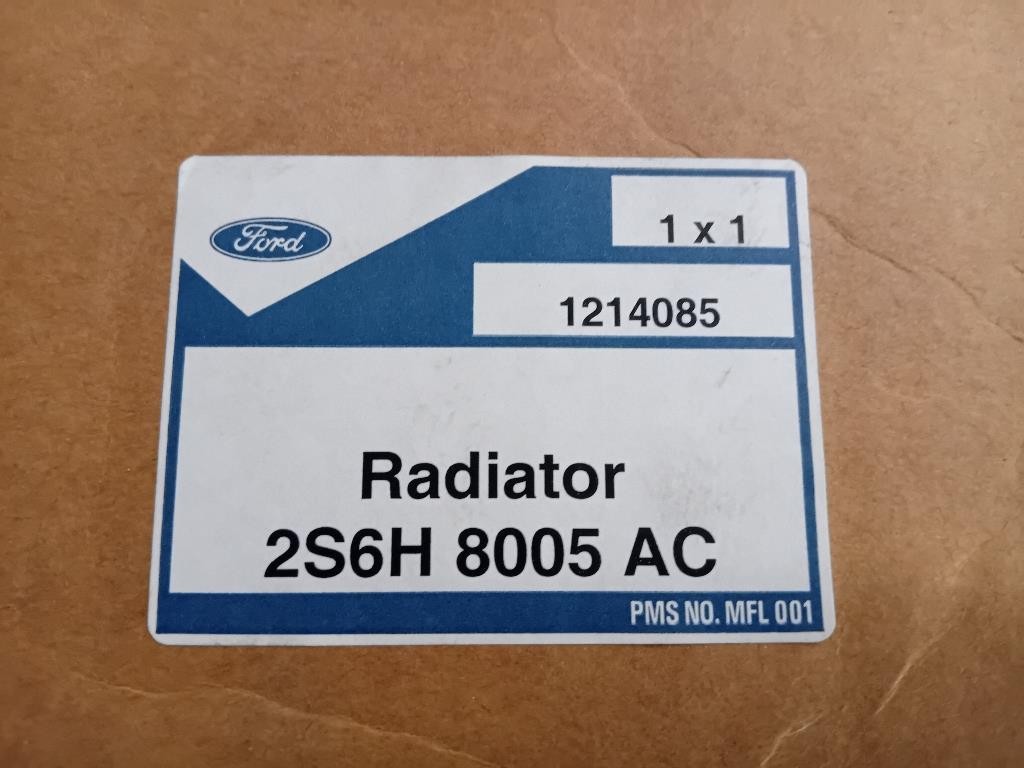 Ford
1 x 1
1214085
Radiator
2S6H 8005 AC
PMS NO. MFL 001